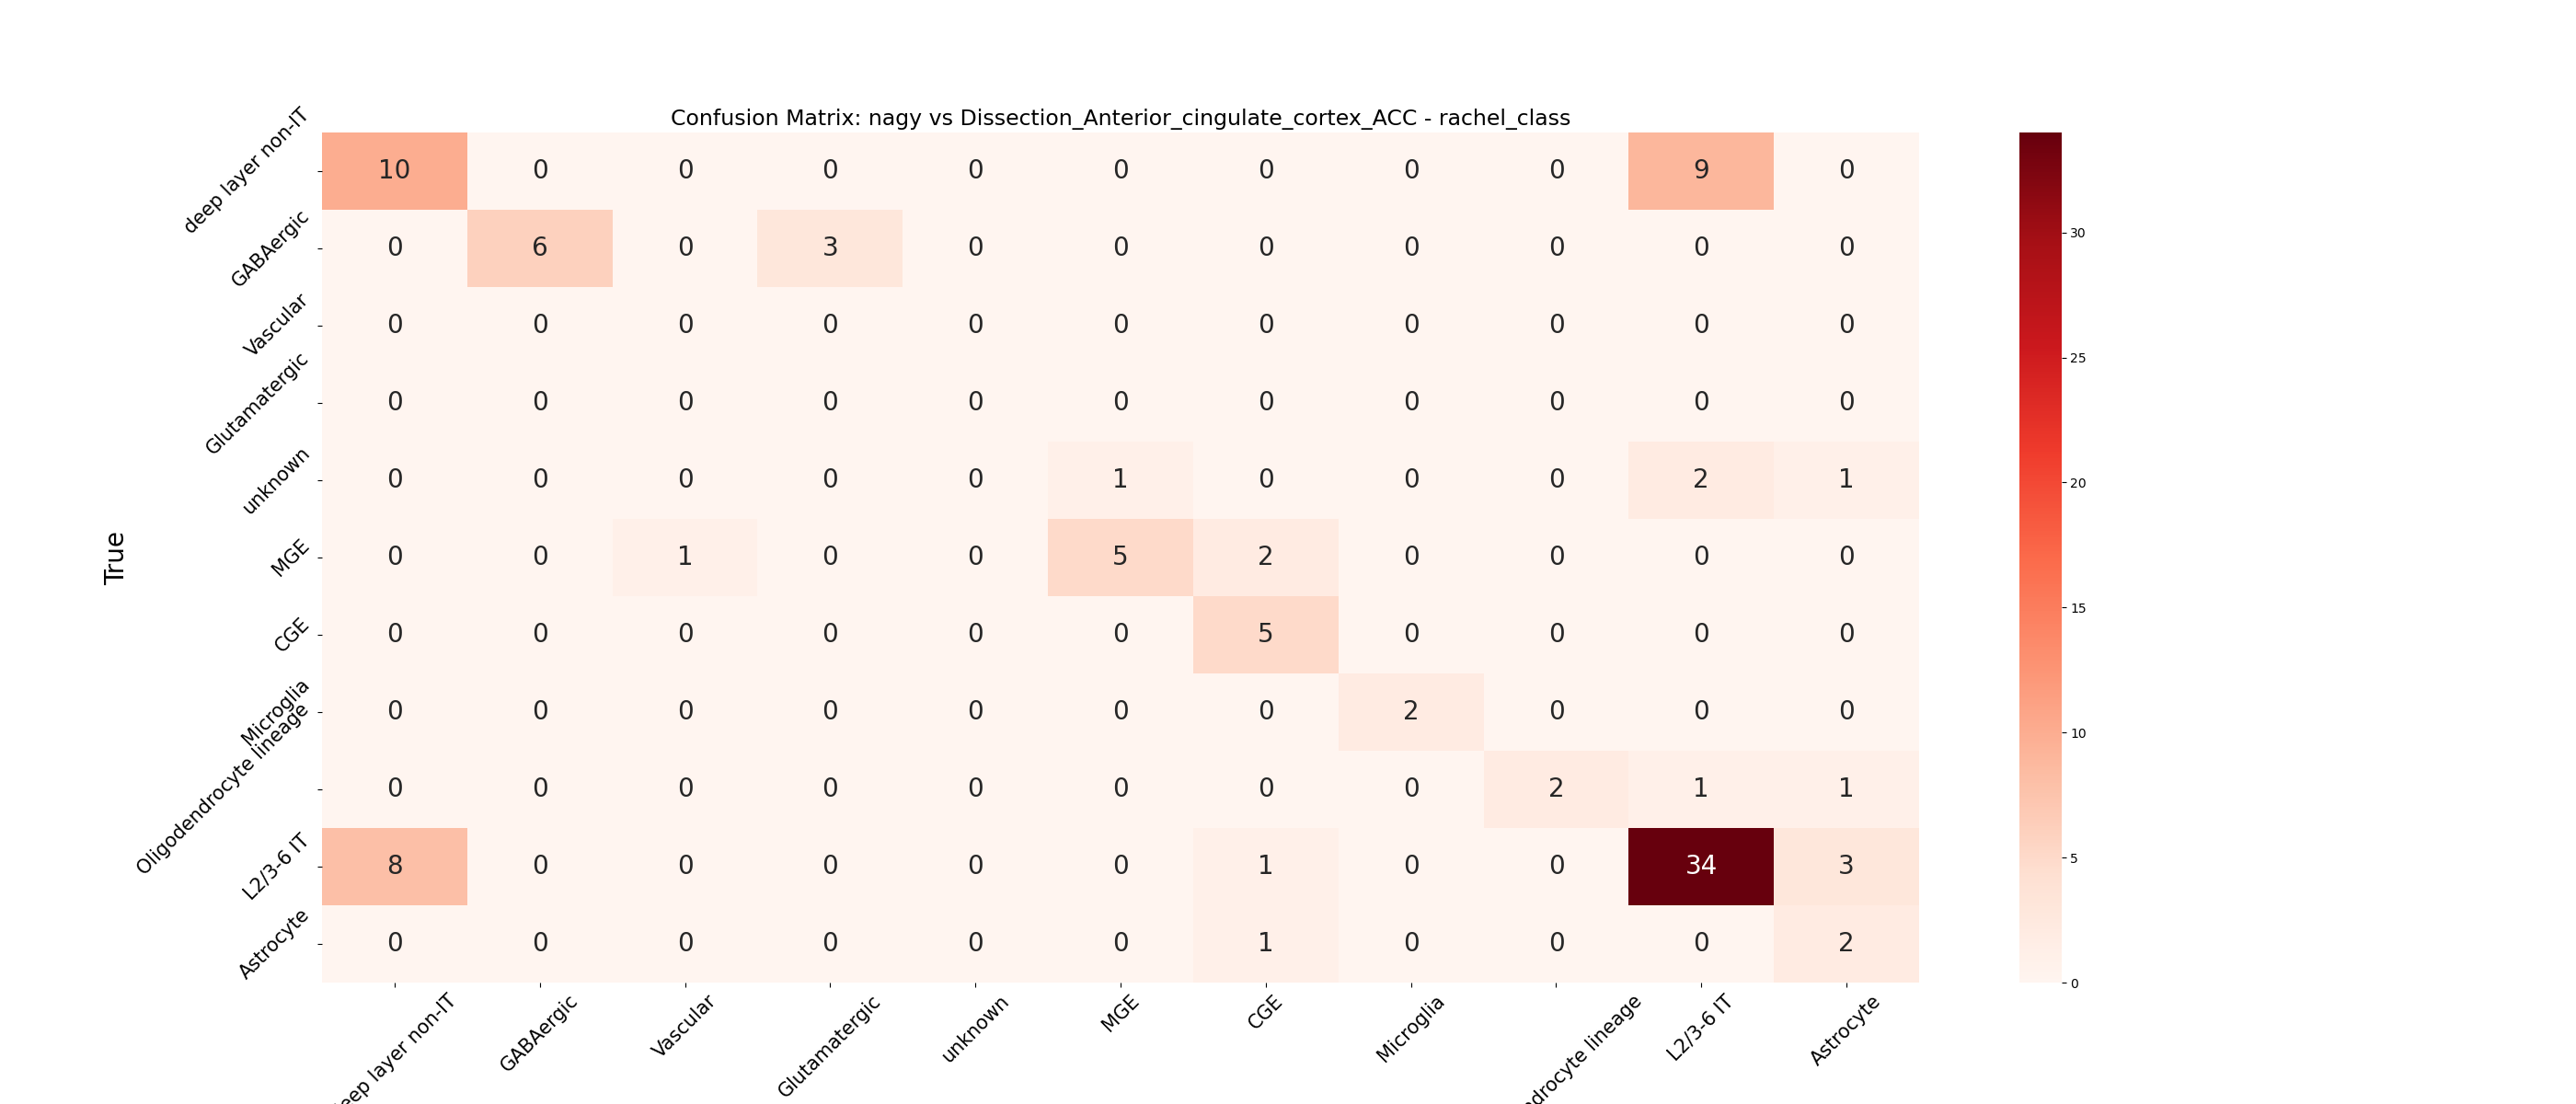 Confusion Matrix: nagy vs Dissection_Anterior_cingulate_cortex_ACC - rachel_class
True
deep layer non-IT 10 0 0 0 0 0 0 0 0 9 0
GABAergic 0 6 0 3 0 0 0 0 0 0 0
Vascular 0 0 0 0 0 0 0 0 0 0 0
Glutamatergic 0 0 0 0 0 0 0 0 0 0 0
unknown 0 0 0 0 0 1 0 0 0 2 1
MGE 0 0 1 0 0 5 2 0 0 0 0
CGE 0 0 0 0 0 0 5 0 0 0 0
Microglia 0 0 0 0 0 0 0 2 0 0 0
Oligodendrocyte lineage 0 0 0 0 0 0 0 0 2 1 1
L2/3-6 IT 8 0 0 0 0 0 1 0 0 34 3
Astrocyte 0 0 0 0 0 0 1 0 0 0 2
eep layer non-IT GABAergic Vascular Glutamatergic unknown MGE CGE Microglia ndrocyte lineage L2/3-6 IT Astrocyte
30
25
20
15
10
5
0